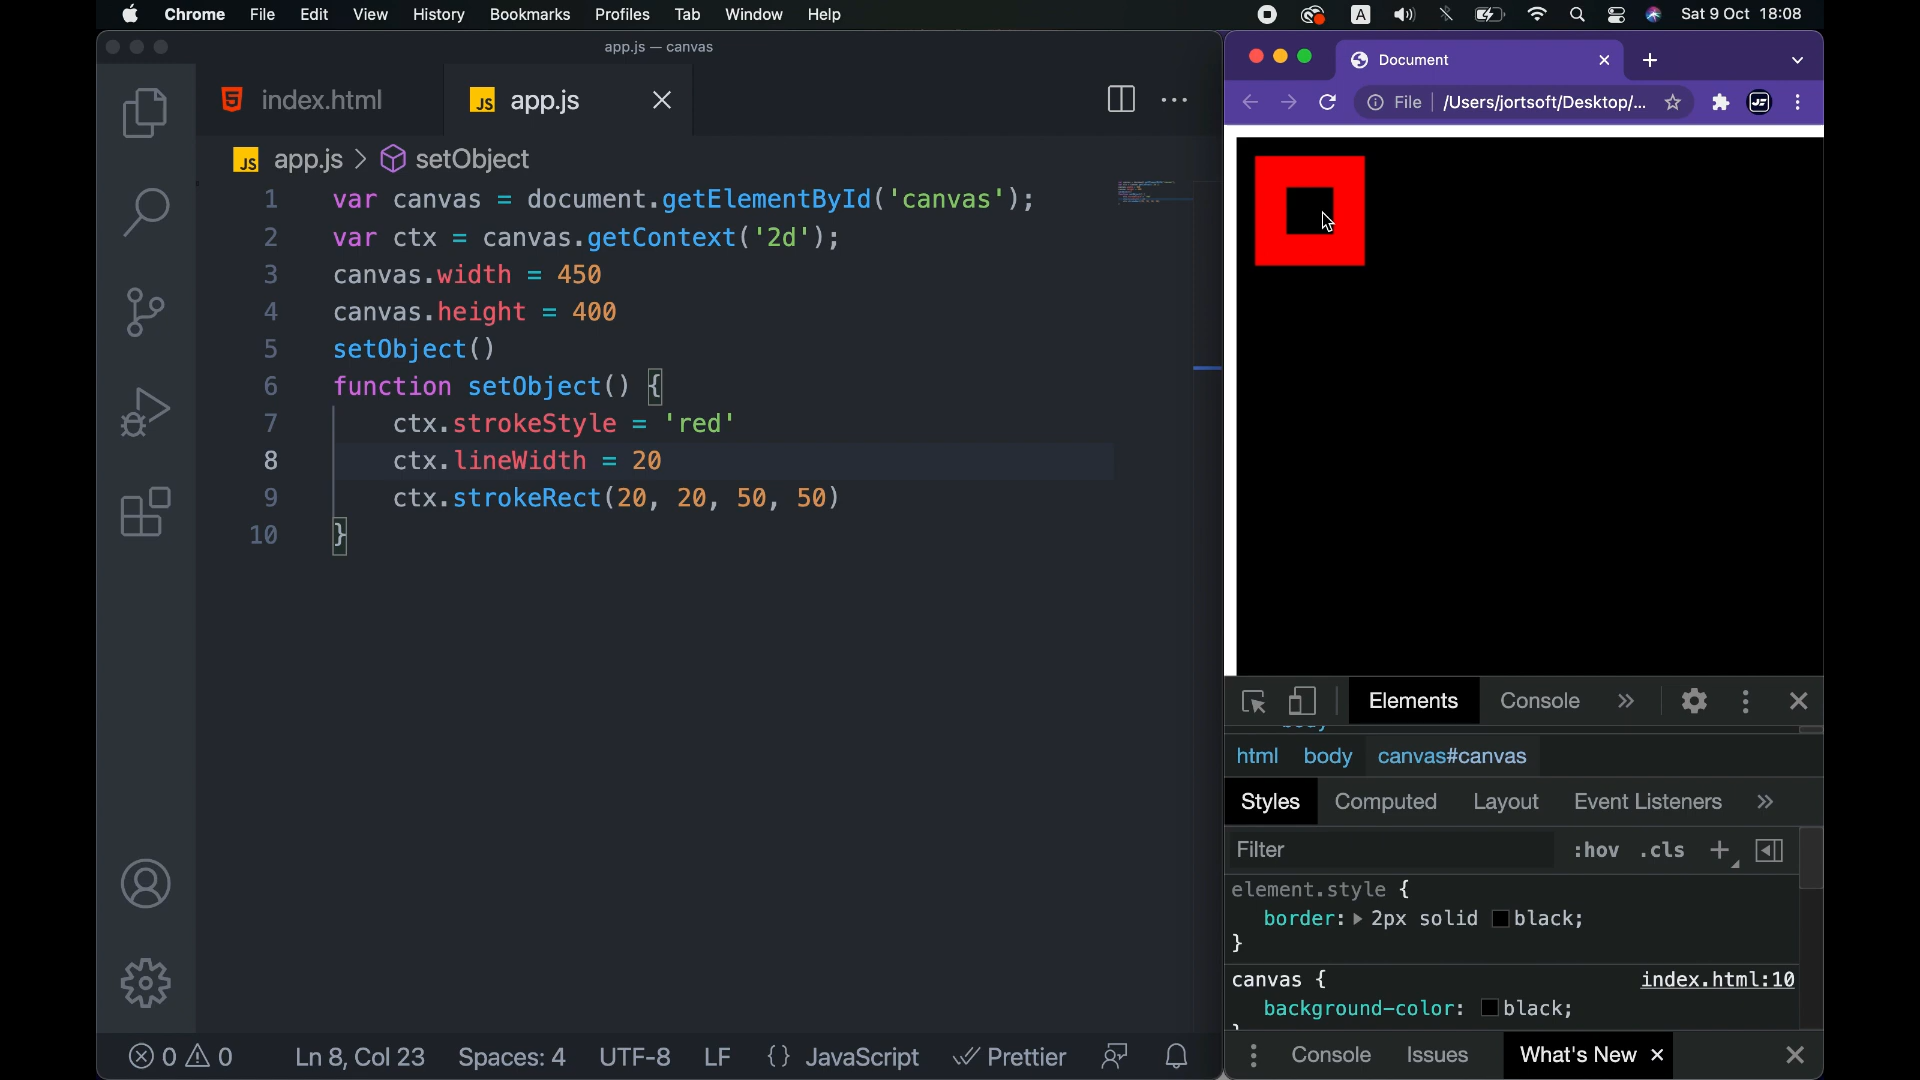 Chrome File Edit View History Bookmarks Profiles Tab Window Help A Sat 9 Oct 18:08
app.js — canvas
index.html
JS app.js
JS app.js > setObject
1 var canvas = document.getElementById('canvas');
2 var ctx = canvas.getContext('2d');
3 canvas.width = 450
4 canvas.height = 400
5 setObject()
6 function setObject() {
7 ctx.strokeStyle = 'red'
8 ctx.lineWidth = 20
9 ctx.strokeRect(20, 20, 50, 50)
10 }
0 0 Ln 8, Col 23 Spaces: 4 UTF-8 LF {} JavaScript Prettier
Document
File /Users/jortsoft/Desktop/...
Elements Console »
body
html body canvas#canvas
Styles Computed Layout Event Listeners »
Filter :hov .cls +
element.style {
border: 2px solid black;
}
canvas { index.html:10
background-color: black;
Console Issues What's New